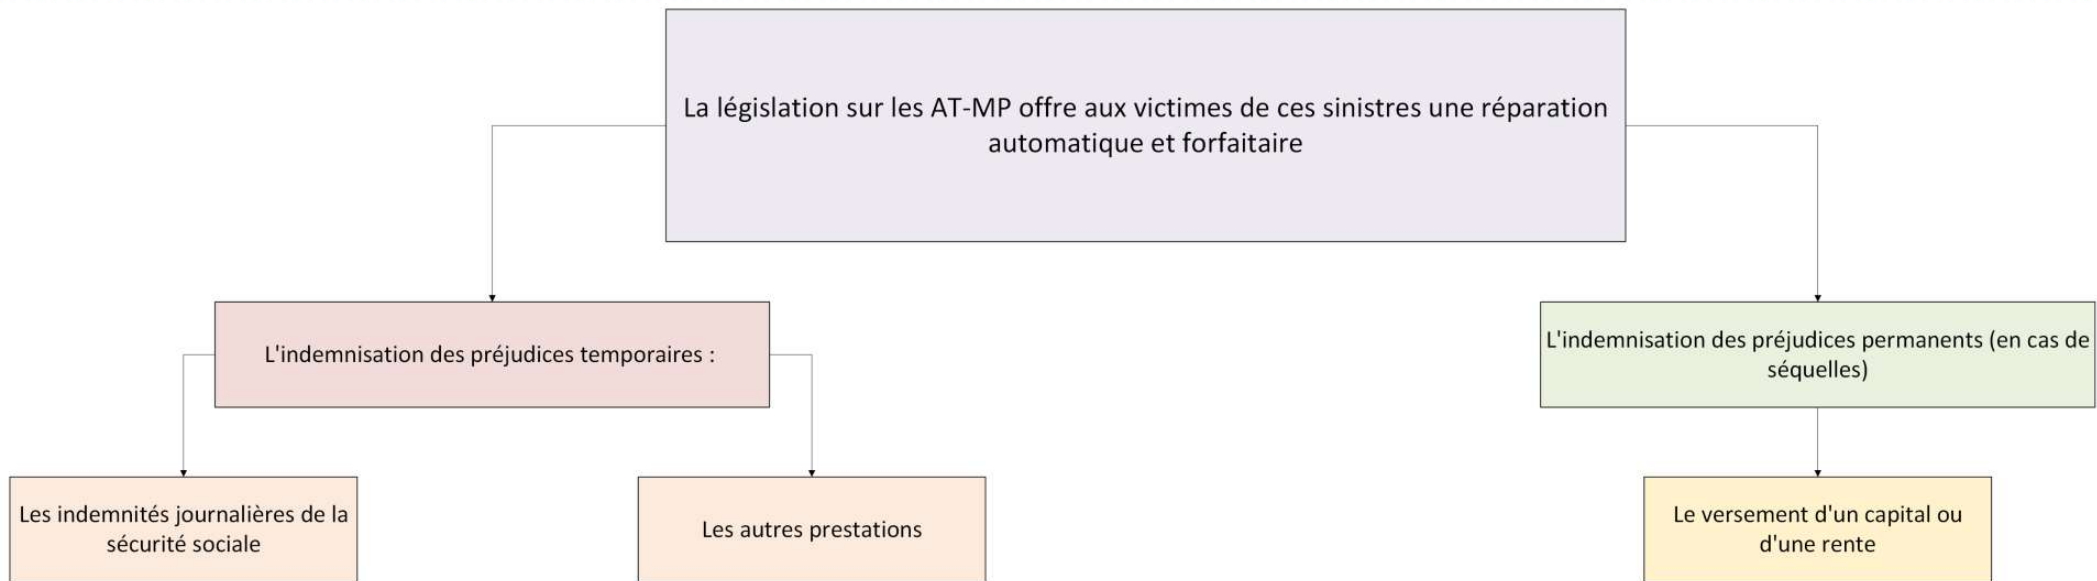 La législation sur les AT-MP offre aux victimes de ces sinistres une réparation
automatique et forfaitaire
L'indemnisation des préjudices temporaires :
L'indemnisation des préjudices permanents (en cas de
séquelles)
Les indemnités journalières de la
sécurité sociale
Les autres prestations
Le versement d'un capital ou
d'une rente